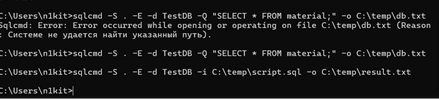 C:\Users\n1kit>sqlcmd -S . -E -d TestDB -Q "SELECT * FROM material;" -o C:\temp\db.txt
Sqlcmd: Error: Error occurred while opening or operating on file C:\temp\db.txt (Reason
: Системе не удается найти указанный путь).
C:\Users\n1kit>sqlcmd -S . -E -d TestDB -Q "SELECT * FROM material;" -o C:\temp\db.txt
C:\Users\n1kit>sqlcmd -S . -E -d TestDB -i C:\temp\script.sql -o C:\temp\result.txt
C:\Users\n1kit>